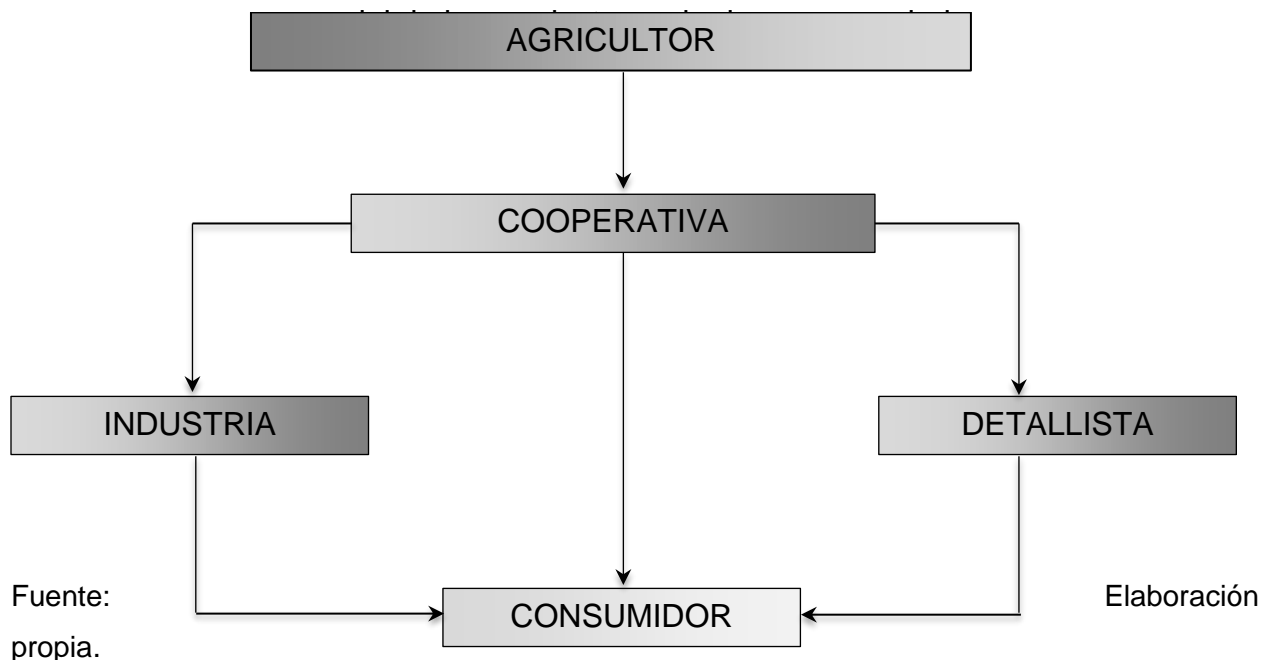 AGRICULTOR
COOPERATIVA
INDUSTRIA DETALLISTA
Fuente: Elaboración
CONSUMIDOR
propia.